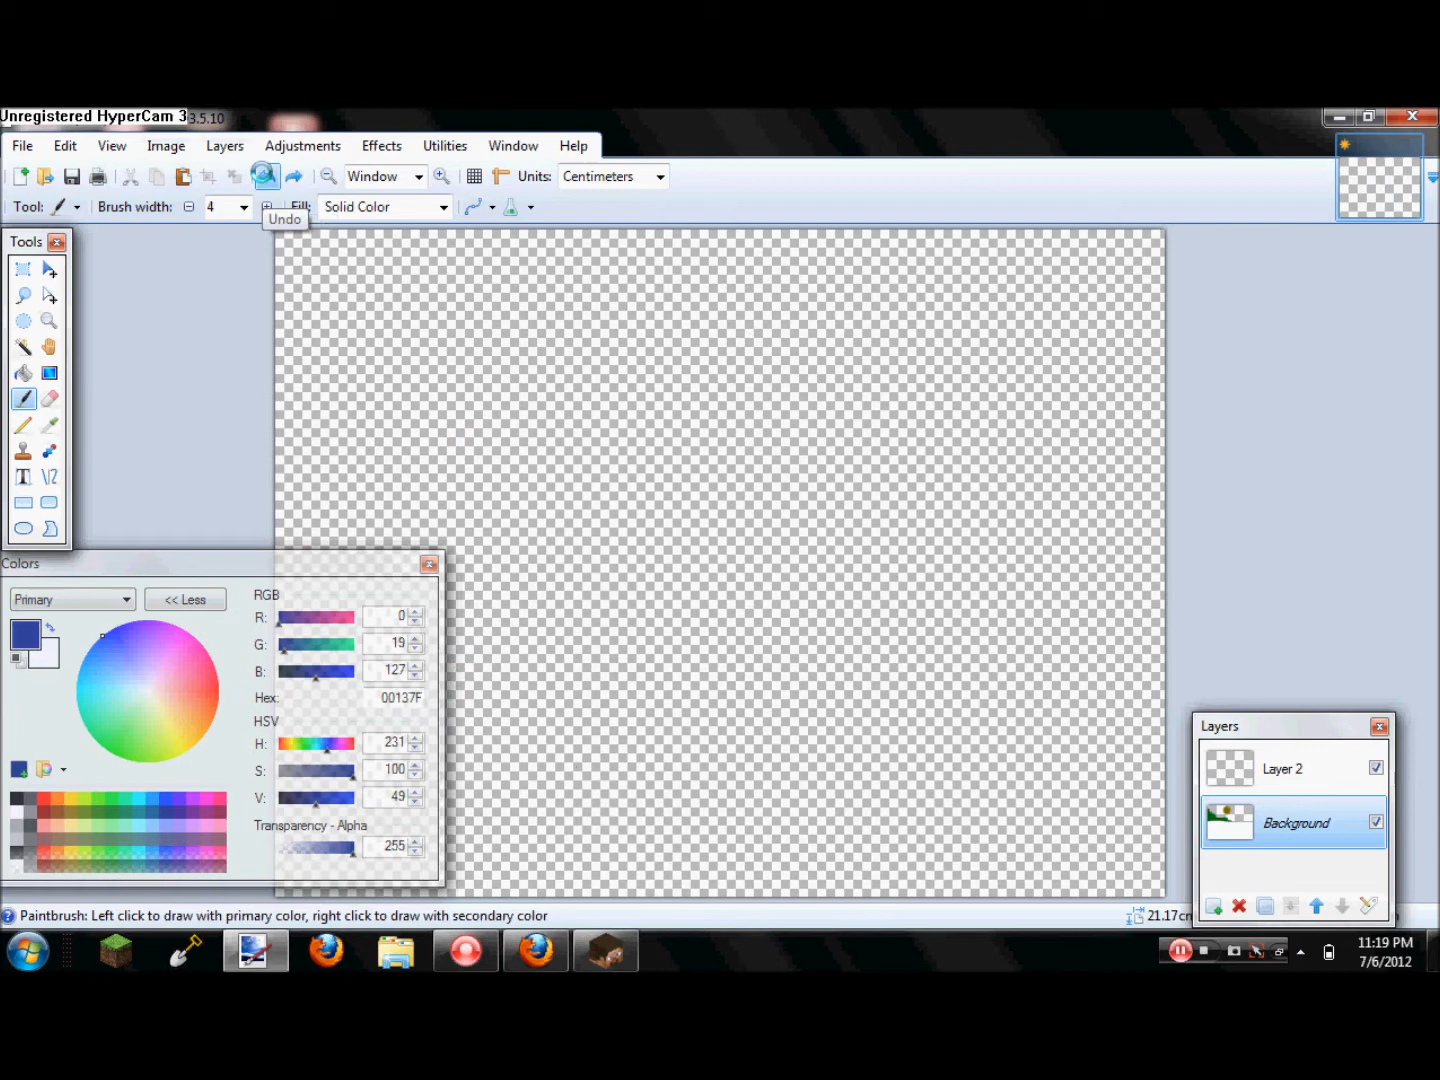 Unregistered HyperCam 3 3.5.10
File Edit View Image Layers Adjustments Effects Utilities Window Help
Window Units: Centimeters
Tool: Brush width: 4 Fill: Solid Color
Undo
Tools
Colors
Primary << Less
RGB
R: 0
G: 19
B: 127
Hex: 00137F
HSV
H: 231
S: 100
V: 49
Transparency - Alpha
255
Layers
Layer 2
Background
Paintbrush: Left click to draw with primary color, right click to draw with secondary color
21.17
11:19 PM
7/6/2012